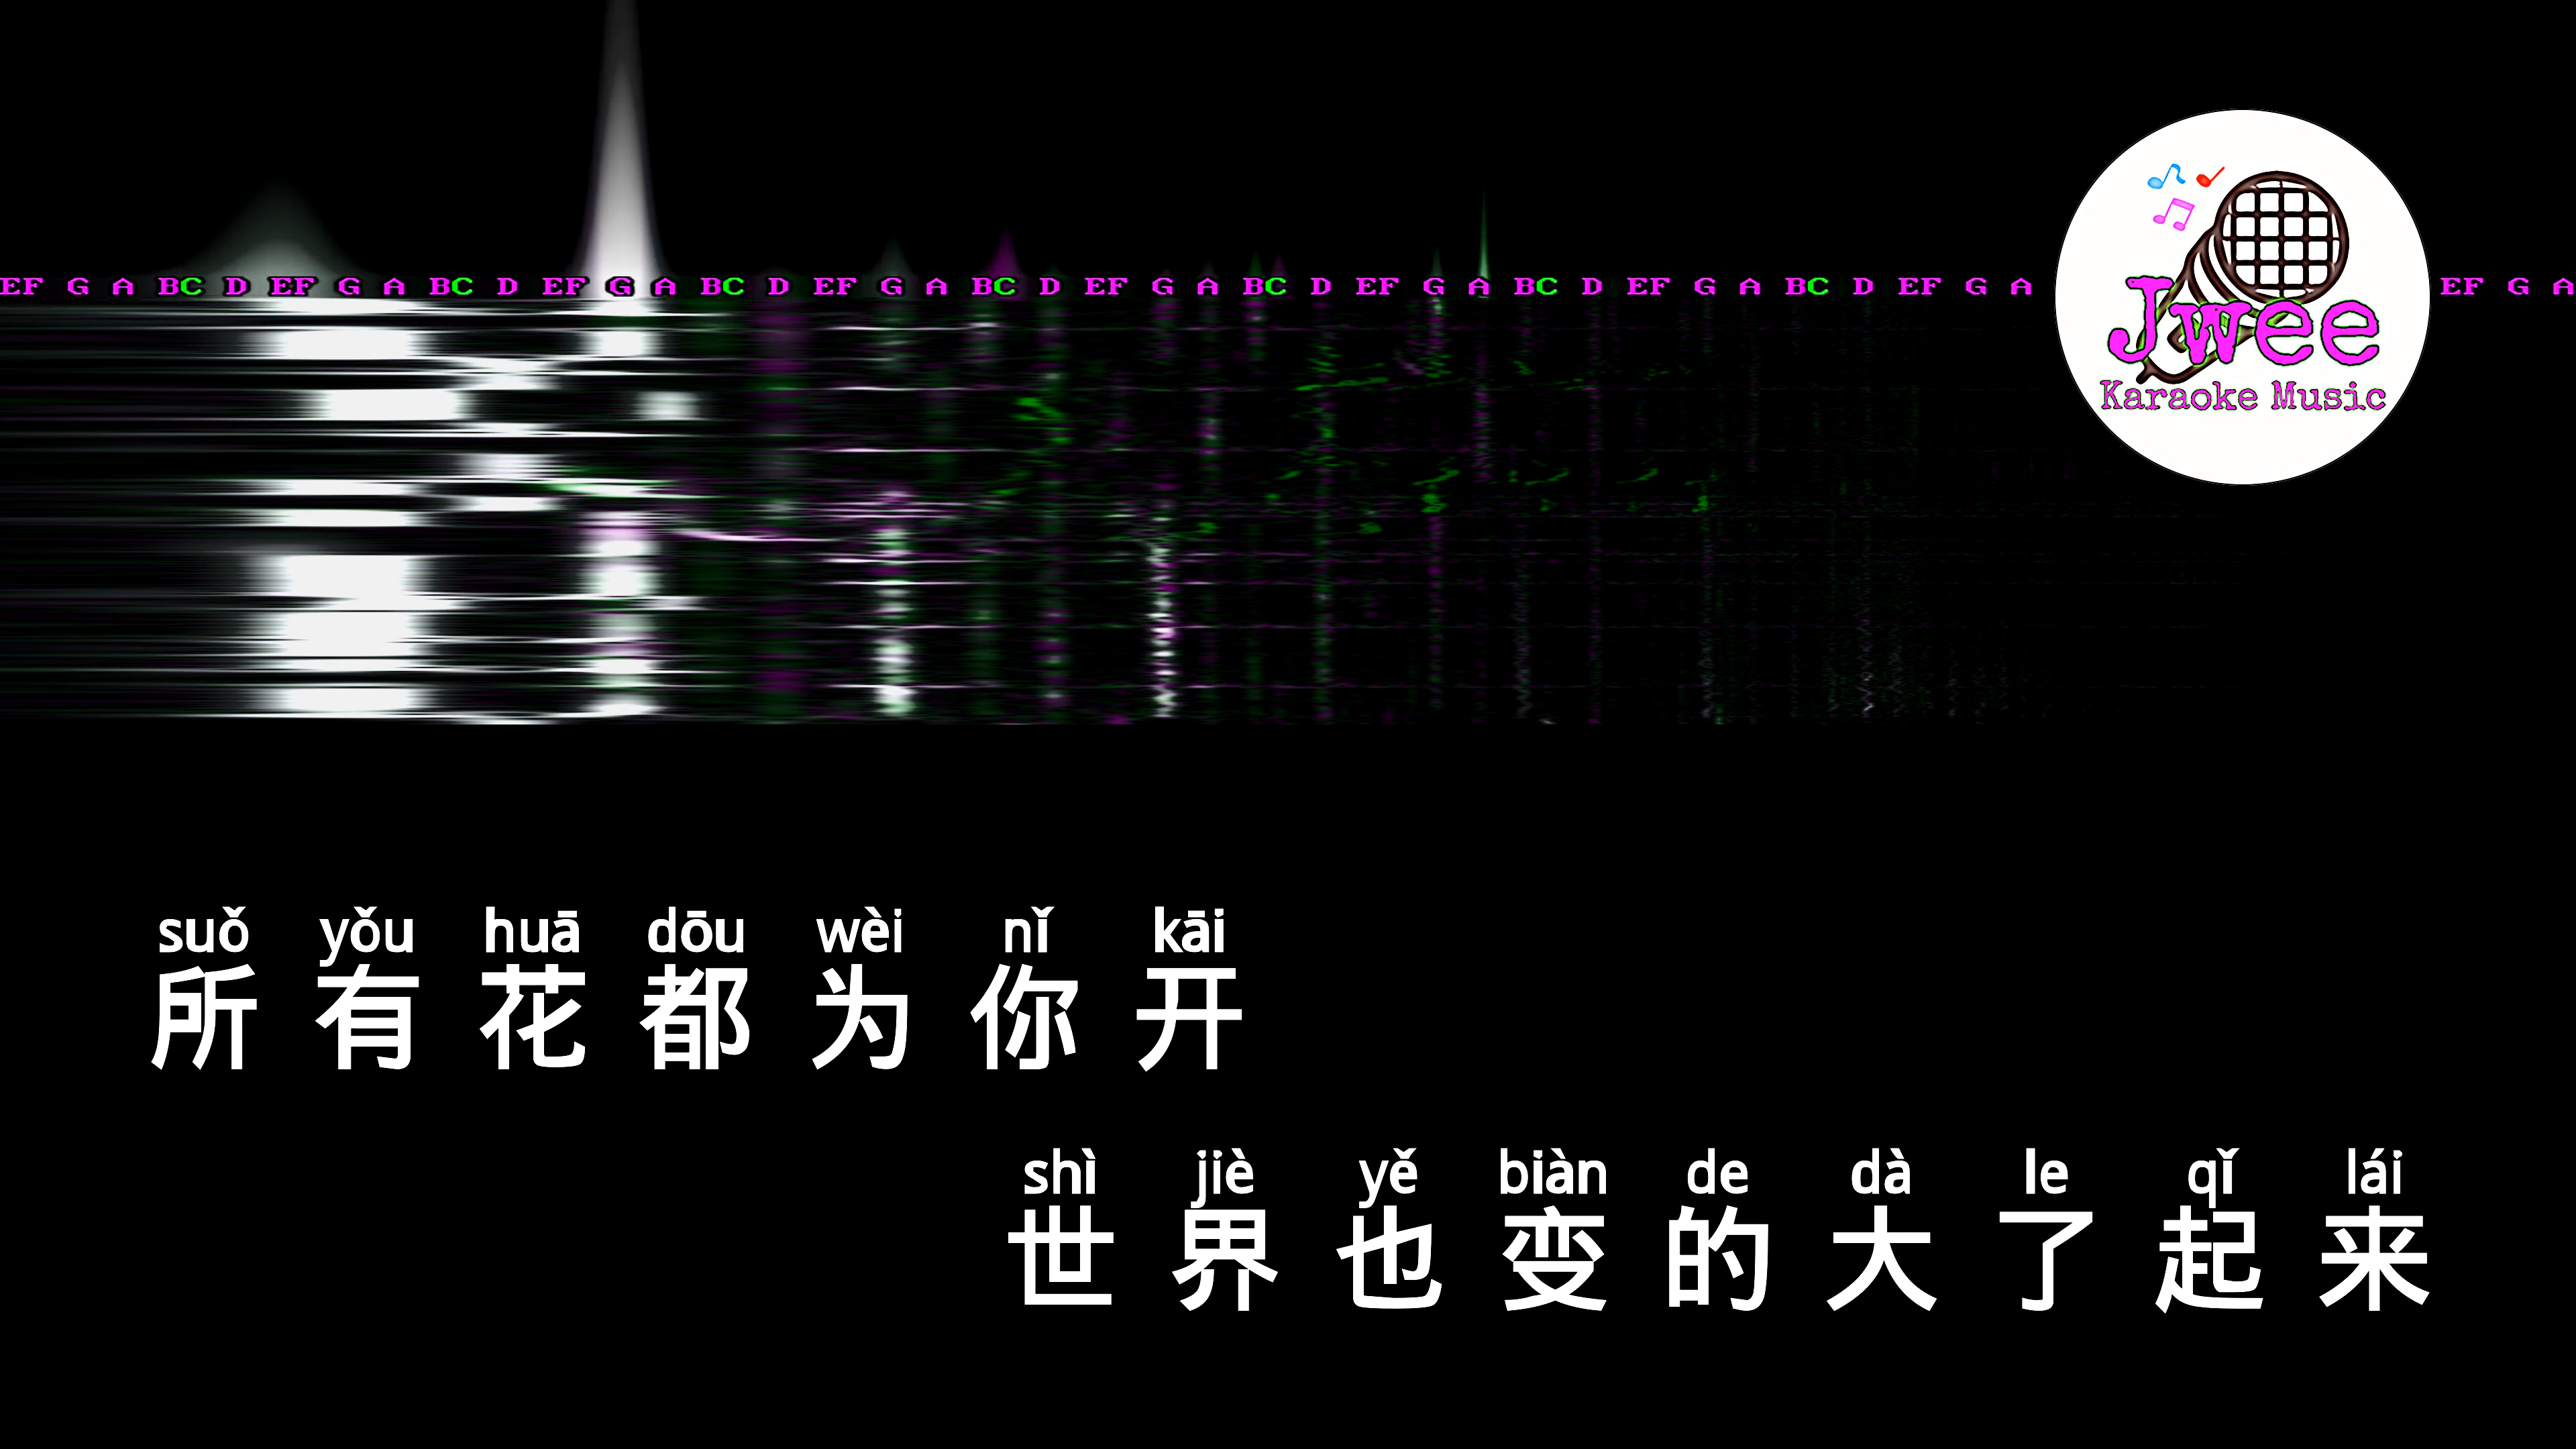 EF G A BC D EF G A BC D EF G A BC D EF G A BC D EF G A BC D EF G A BC D EF G A BC D EF G A EF G A
Jwee
Karaoke Music
suǒ yǒu huā dōu wèi nǐ kāi
所 有 花 都 为 你 开
shì jiè yě biàn de dà le qǐ lái
世 界 也 变 的 大 了 起 来